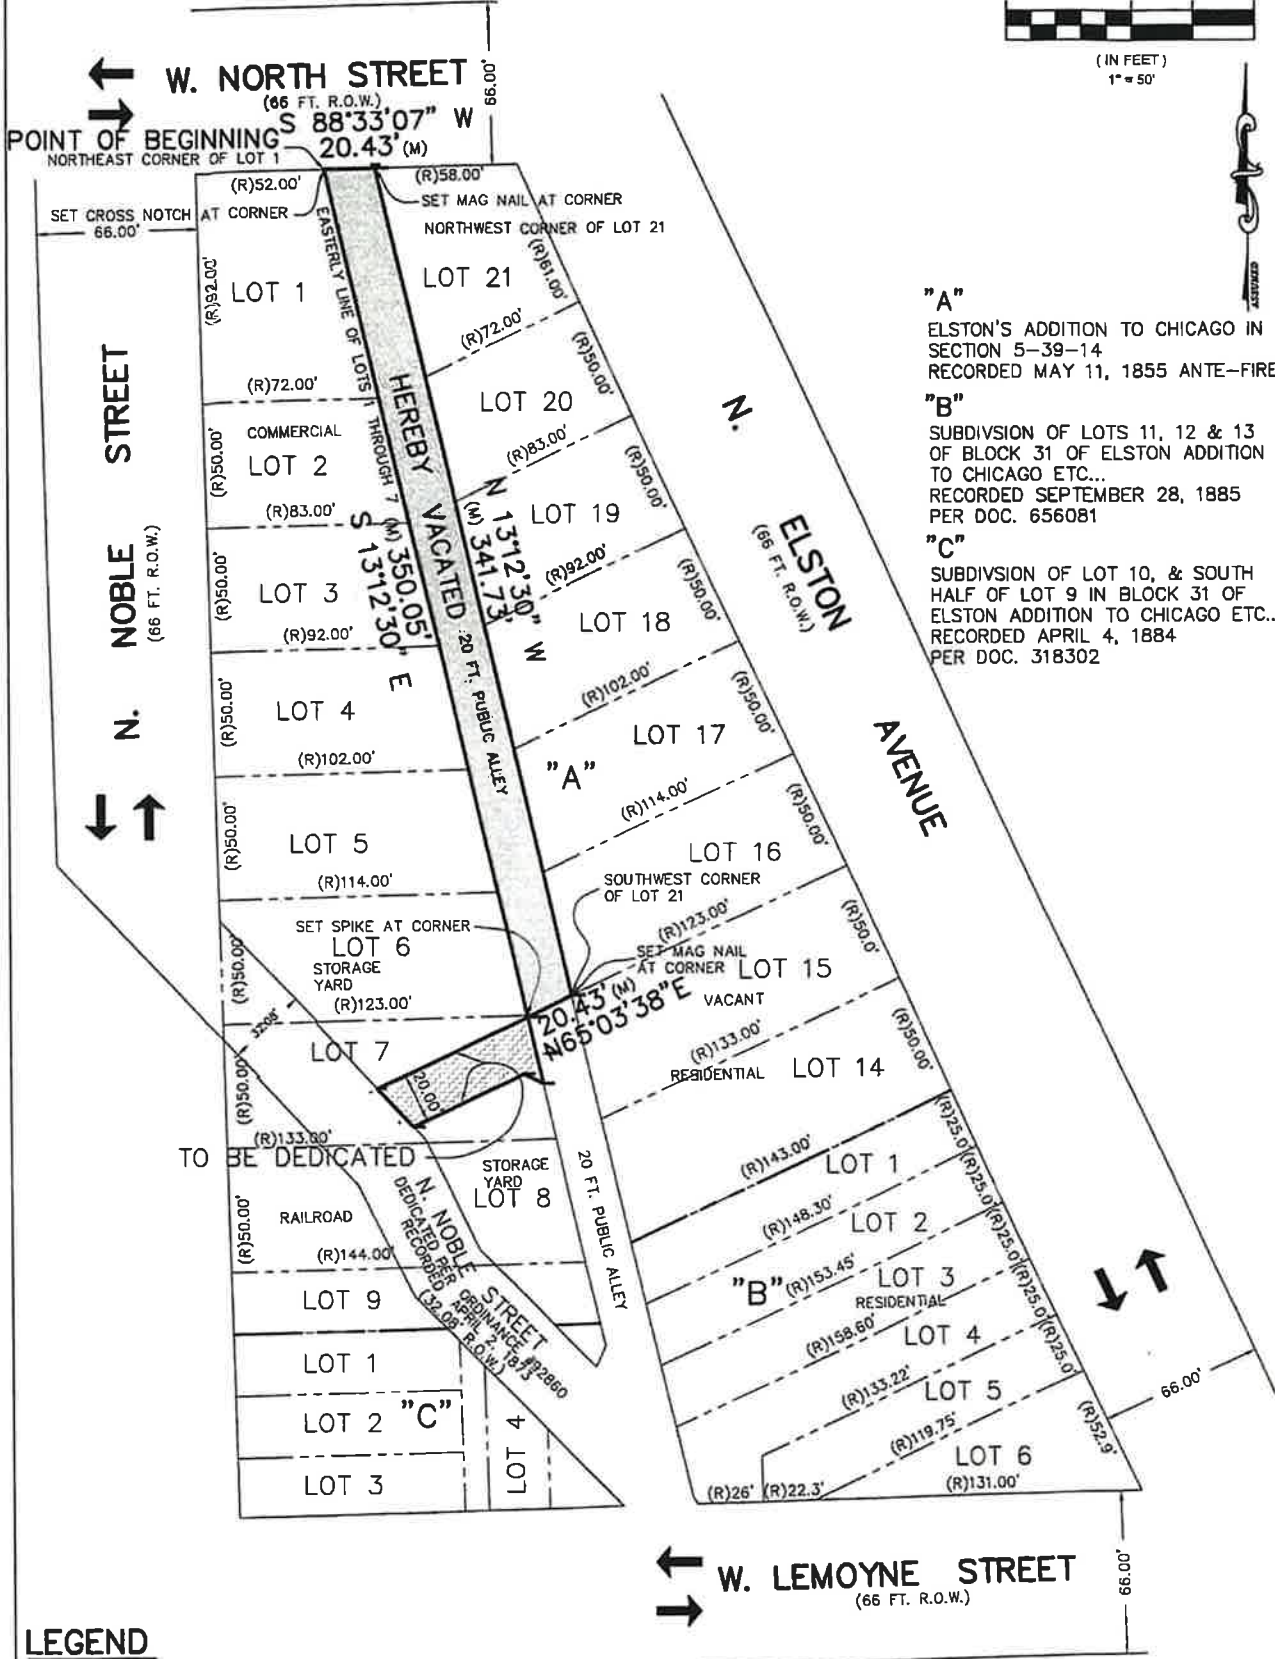 (IN FEET)
1" = 50'
66.00'
W. NORTH STREET
(66 FT. R.O.W.)
S 88°33'07" W
20.43' (M)
POINT OF BEGINNING
NORTHEAST CORNER OF LOT 1
(R)52.00'
(R)58.00'
SET CROSS NOTCH AT CORNER
66.00'
SET MAG NAIL AT CORNER
NORTHWEST CORNER OF LOT 21
EASTERLY LINE OF LOTS 1 THROUGH 7
HEREBY VACATED
20 FT. PUBLIC ALLEY
S 13°12'30" E
(M) 350.05'
N 13°12'30" W
(M) 341.73'
N. NOBLE STREET
(66 FT. R.O.W.)
(R)92.00'
LOT 1
(R)72.00'
COMMERCIAL
(R)50.00'
LOT 2
(R)83.00'
(R)50.00'
LOT 3
(R)92.00'
(R)50.00'
LOT 4
(R)102.00'
(R)50.00'
LOT 5
(R)114.00'
SET SPIKE AT CORNER
(R)50.00'
LOT 6
STORAGE
YARD
(R)123.00'
32.08'
(R)50.00'
LOT 7
20.00'
(R)133.00'
TO BE DEDICATED
STORAGE
YARD
LOT 8
(R)50.00'
RAILROAD
(R)144.00'
LOT 9
N. NOBLE STREET
DEDICATED PER ORDINANCE #92860
RECORDED APRIL 2, 1873
(32.08' R.O.W.)
LOT 1
LOT 2
"C"
LOT 3
LOT 4
LOT 21
(R)61.00'
(R)72.00'
LOT 20
(R)50.00'
(R)83.00'
LOT 19
(R)50.00'
(R)92.00'
LOT 18
(R)50.00'
(R)102.00'
LOT 17
(R)50.00'
"A"
(R)114.00'
LOT 16
(R)50.00'
SOUTHWEST CORNER
OF LOT 21
(R)123.00'
SET MAG NAIL
AT CORNER
LOT 15
(R)50.0'
VACANT
20.43' (M)
N65°03'38"E
(R)133.00'
RESIDENTIAL
LOT 14
(R)50.00'
20 FT. PUBLIC ALLEY
(R)143.00'
LOT 1
(R)25.0'
(R)148.30'
LOT 2
(R)25.0'
"B"
(R)153.45'
LOT 3
RESIDENTIAL
(R)25.0'
(R)158.60'
LOT 4
(R)25.0'
(R)133.22'
LOT 5
(R)25.0'
(R)119.75'
LOT 6
(R)52.9'
(R)26'
(R)22.3'
(R)131.00'
N. ELSTON AVENUE
(66 FT. R.O.W.)
66.00'
"A"
ELSTON'S ADDITION TO CHICAGO IN
SECTION 5-39-14
RECORDED MAY 11, 1855 ANTE-FIRE
"B"
SUBDIVSION OF LOTS 11, 12 & 13
OF BLOCK 31 OF ELSTON ADDITION
TO CHICAGO ETC...
RECORDED SEPTEMBER 28, 1885
PER DOC. 656081
"C"
SUBDIVSION OF LOT 10, & SOUTH
HALF OF LOT 9 IN BLOCK 31 OF
ELSTON ADDITION TO CHICAGO ETC..
RECORDED APRIL 4, 1884
PER DOC. 318302
W. LEMOYNE STREET
(66 FT. R.O.W.)
66.00'
LEGEND